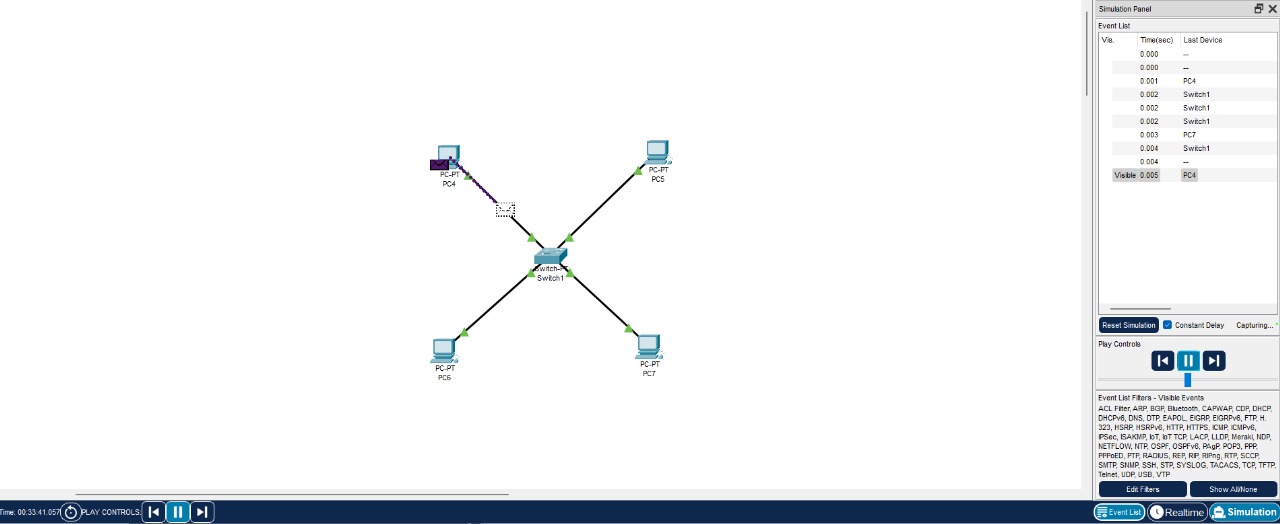 Simulation Panel
Event List
Vis. Time(sec) Last Device
0.000 --
0.000 --
0.001 PC4
0.002 Switch1
0.002 Switch1
0.002 Switch1
0.003 PC7
0.004 Switch1
0.004 --
Visible 0.005 PC4
PC-PT
PC4
PC-PT
PC5
Switch-PT
Switch1
PC-PT
PC6
PC-PT
PC7
Reset Simulation Constant Delay Capturing...
Play Controls
Event List Filters - Visible Events
ACL Filter, ARP, BGP, Bluetooth, CAPWAP, CDP, DHCP,
DHCPv6, DNS, DTP, EAPOL, EIGRP, EIGRPv6, FTP, H.
323, HSRP, HSRPv6, HTTP, HTTPS, ICMP, ICMPv6,
IPSec, ISAKMP, IoT, IoT TCP, LACP, LLDP, Meraki, NDP,
NETFLOW, NTP, OSPF, OSPFv6, PAgP, POP3, PPP,
PPPoED, PTP, RADIUS, REP, RIP, RIPng, RTP, SCCP,
SMTP, SNMP, SSH, STP, SYSLOG, TACACS, TCP, TFTP,
Telnet, UDP, USB, VTP
Edit Filters Show All/None
Time: 00:33:41.057 PLAY CONTROLS: Event List Realtime Simulation